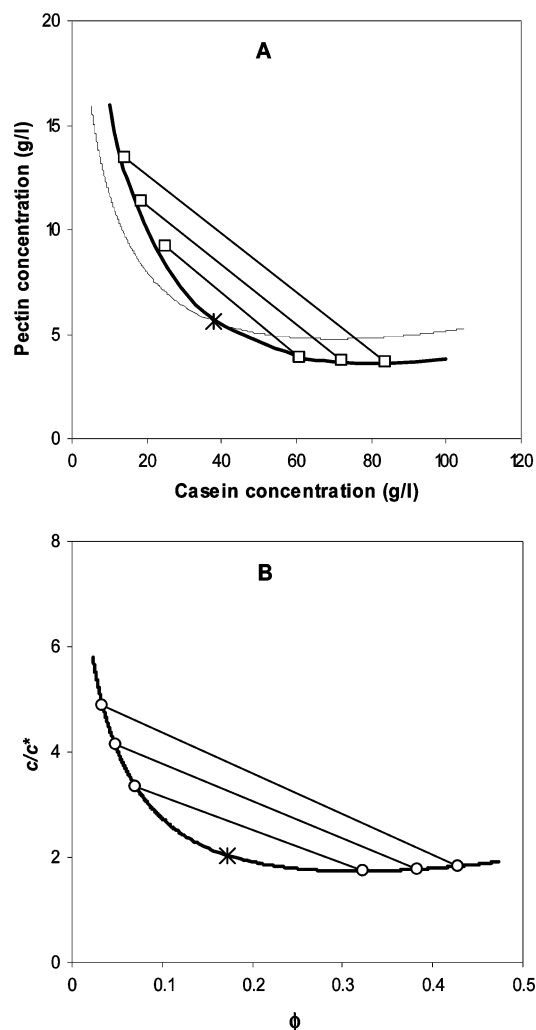 A
Pectin concentration (g/l)
20
15
10
5
0
0 20 40 60 80 100 120
Casein concentration (g/l)
B
c/c*
8
6
4
2
0
0 0.1 0.2 0.3 0.4 0.5
ϕ